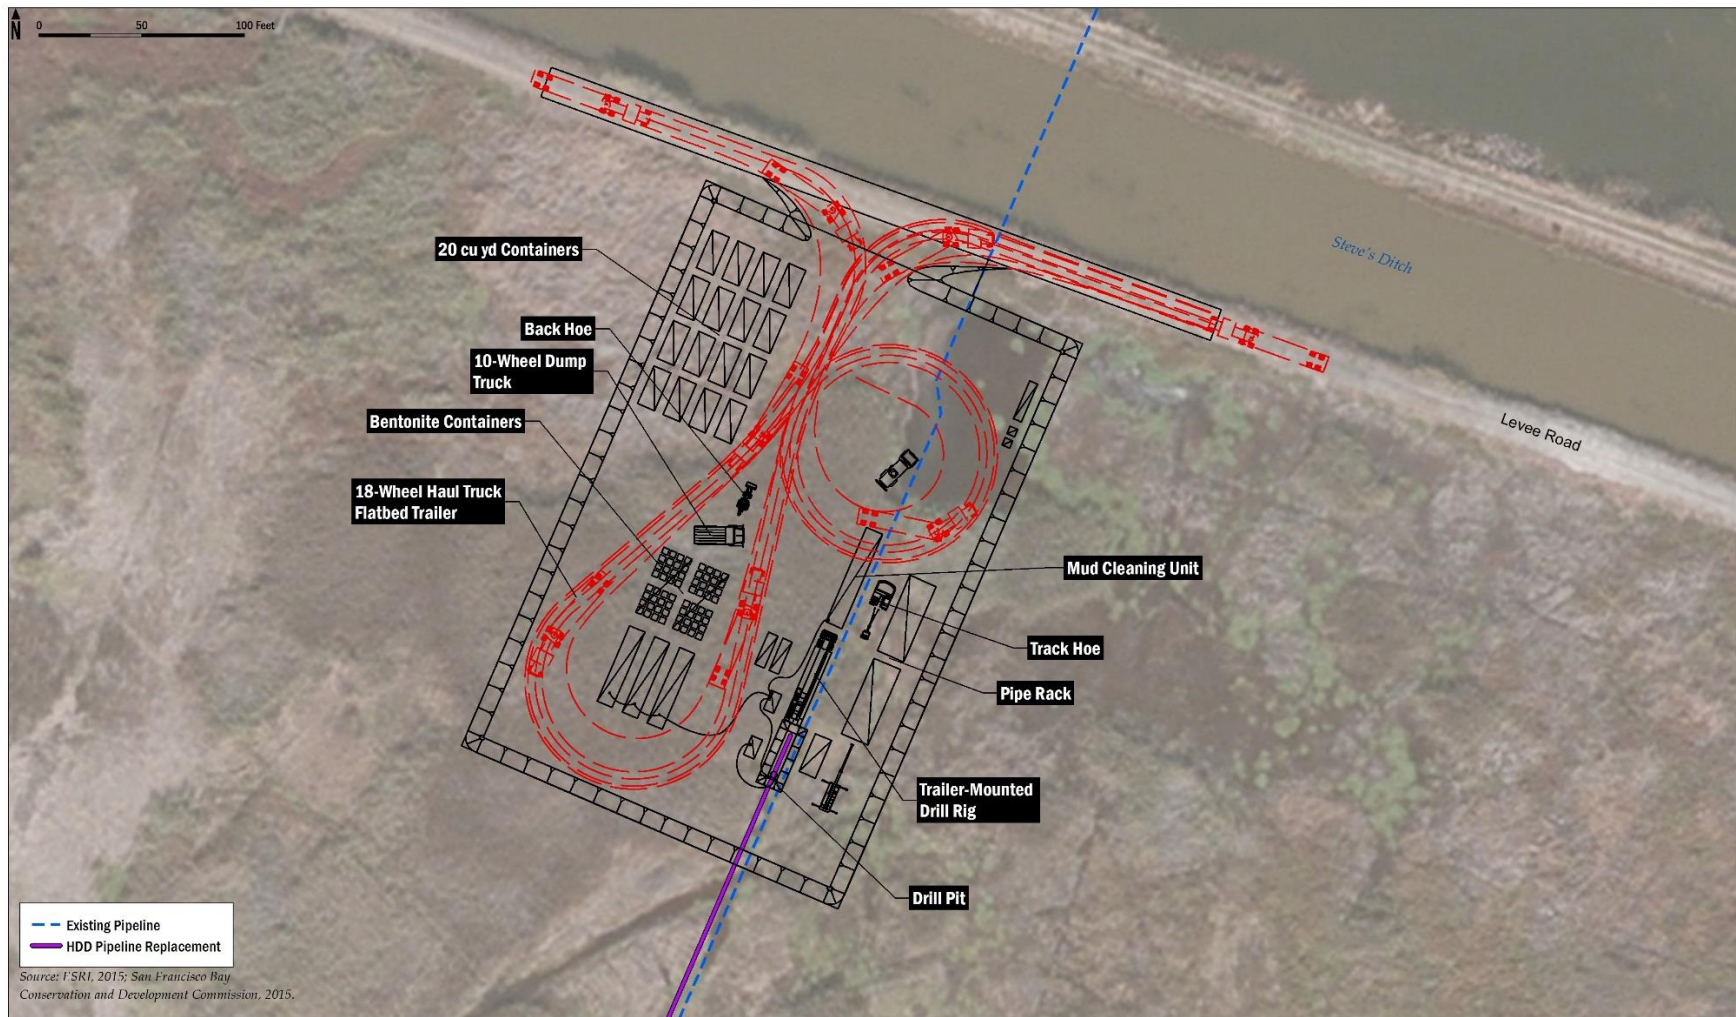 N
0 50 100 Feet
20 cu yd Containers
Steve's Ditch
Back Hoe
10-Wheel Dump
Truck
Bentonite Containers
Levee Road
18-Wheel Haul Truck
Flatbed Trailer
Mud Cleaning Unit
Track Hoe
Pipe Rack
Trailer-Mounted
Drill Rig
Drill Pit
Existing Pipeline
HDD Pipeline Replacement
Source: ESRI, 2015; San Francisco Bay
Conservation and Development Commission, 2015.